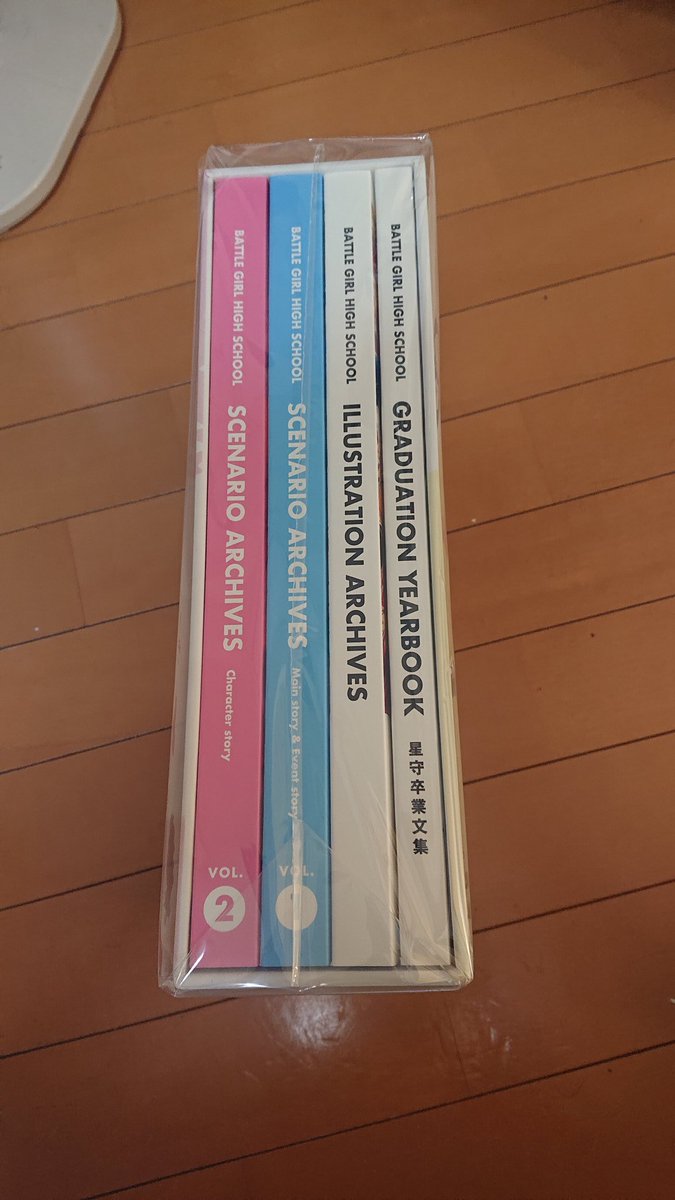 BATTLE GIRL HIGH SCHOOL SCENARIO ARCHIVES Character story VOL. 2
BATTLE GIRL HIGH SCHOOL SCENARIO ARCHIVES Main story & Event story VOL. 1
BATTLE GIRL HIGH SCHOOL ILLUSTRATION ARCHIVES
BATTLE GIRL HIGH SCHOOL GRADUATION YEARBOOK 星守卒業文集